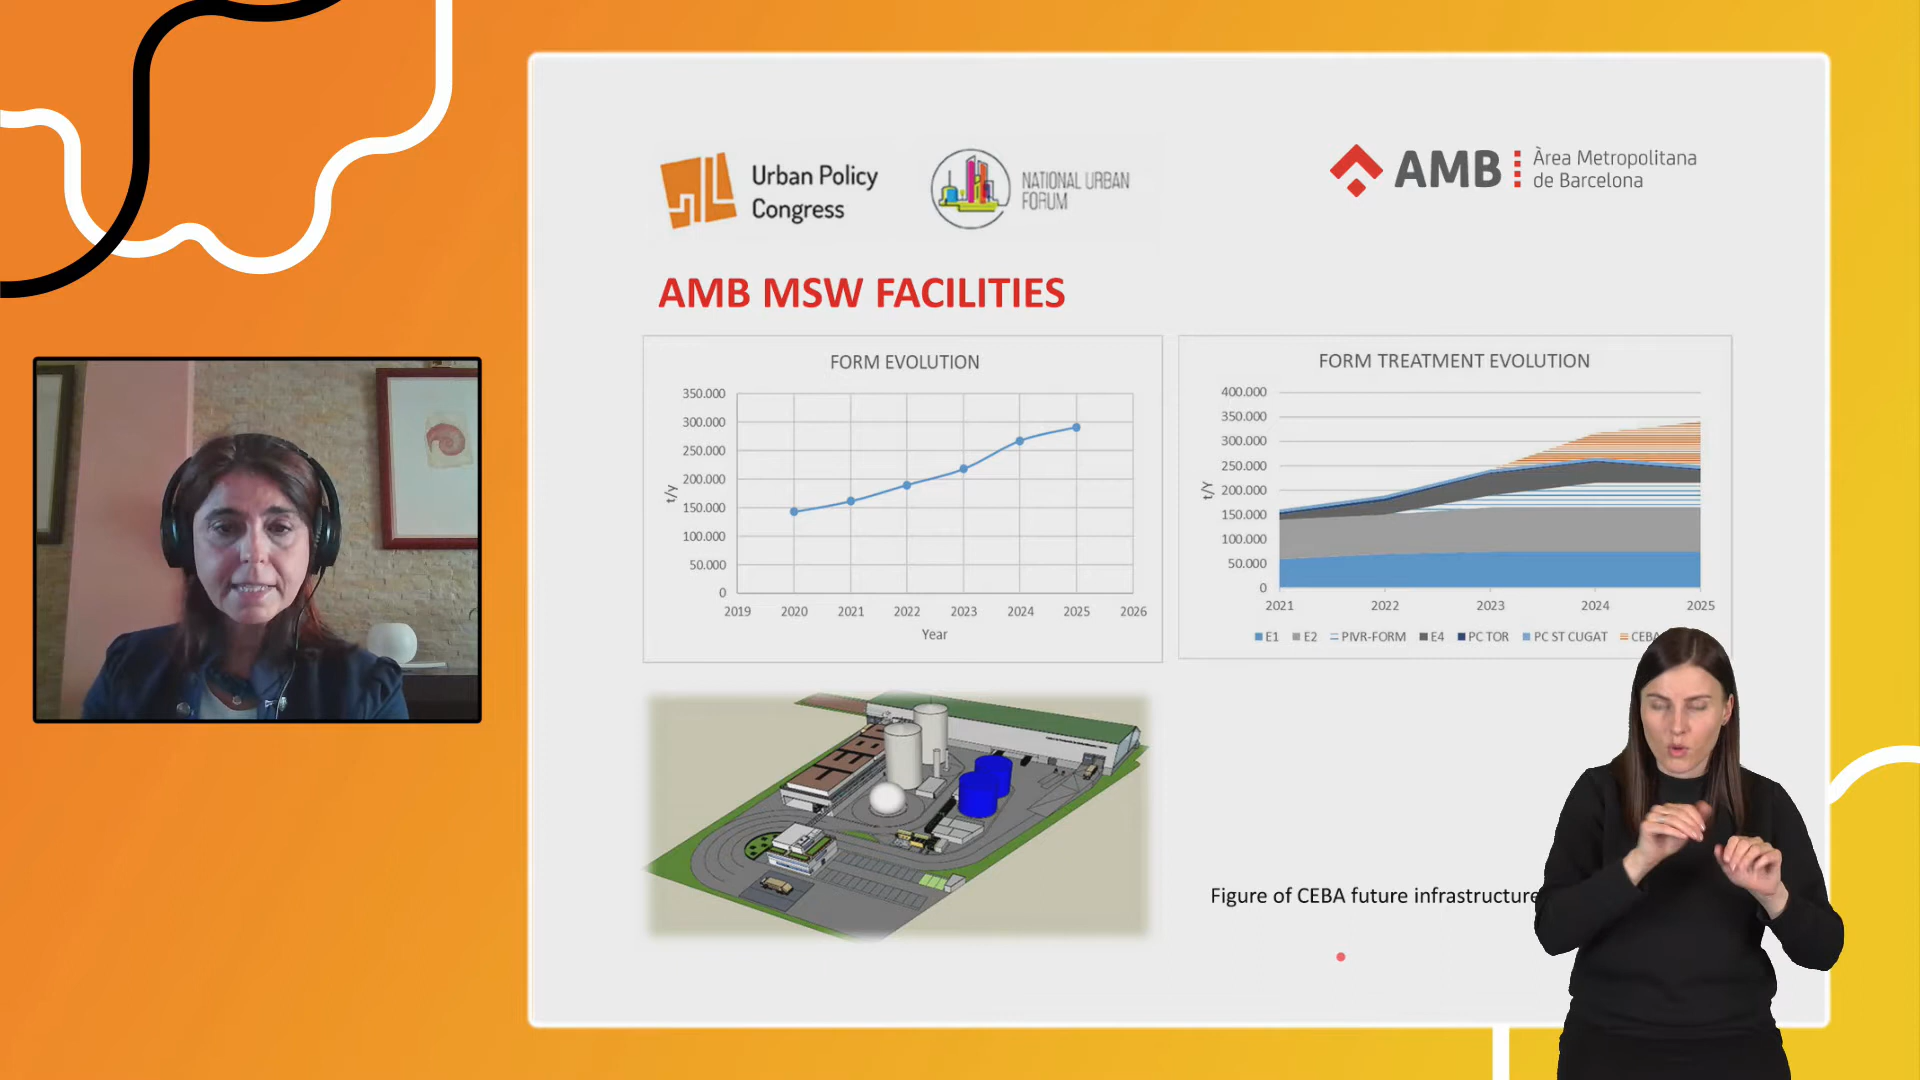 Urban Policy
Congress
NATIONAL URBAN
FORUM
AMB
Àrea Metropolitana
de Barcelona
AMB MSW FACILITIES
FORM EVOLUTION
350.000
300.000
250.000
200.000
150.000
100.000
50.000
0
t/y
2019 2020 2021 2022 2023 2024 2025 2026
Year
FORM TREATMENT EVOLUTION
400.000
350.000
300.000
250.000
200.000
150.000
100.000
50.000
0
t/Y
2021 2022 2023 2024 2025
E1 E2 PIVR-FORM E4 PC TOR PC ST CUGAT CEBA
Figure of CEBA future infrastructure